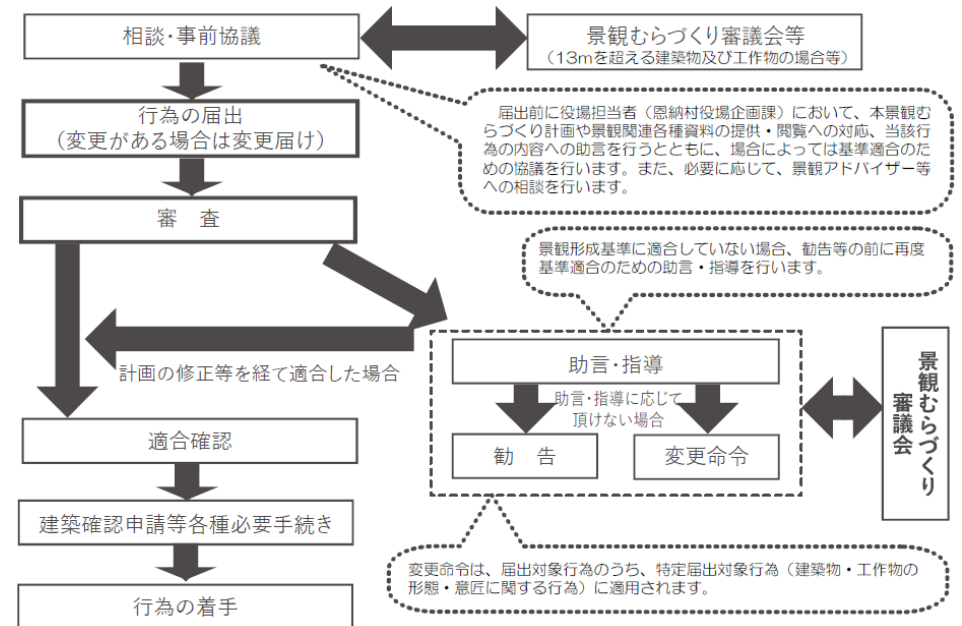 相談・事前協議
景観むらづくり審議会等
（13mを超える建築物及び工作物の場合等）
届出前に役場担当者（恩納村役場企画課）において、本景観む
らづくり計画や景観関連各種資料の提供・閲覧への対応、当該行
為の内容への助言を行うとともに、場合によっては基準適合のた
めの協議を行います。また、必要に応じて、景観アドバイザー等
への相談を行います。
行為の届出
（変更がある場合は変更届け）
審　査
景観形成基準に適合していない場合、勧告等の前に再度
基準適合のための助言・指導を行います。
計画の修正等を経て適合した場合
助言・指導
助言・指導に応じて
頂けない場合
勧　告
変更命令
景観むらづくり
審議会
適合確認
建築確認申請等各種必要手続き
行為の着手
変更命令は、届出対象行為のうち、特定届出対象行為（建築物・工作物の
形態・意匠に関する行為）に適用されます。